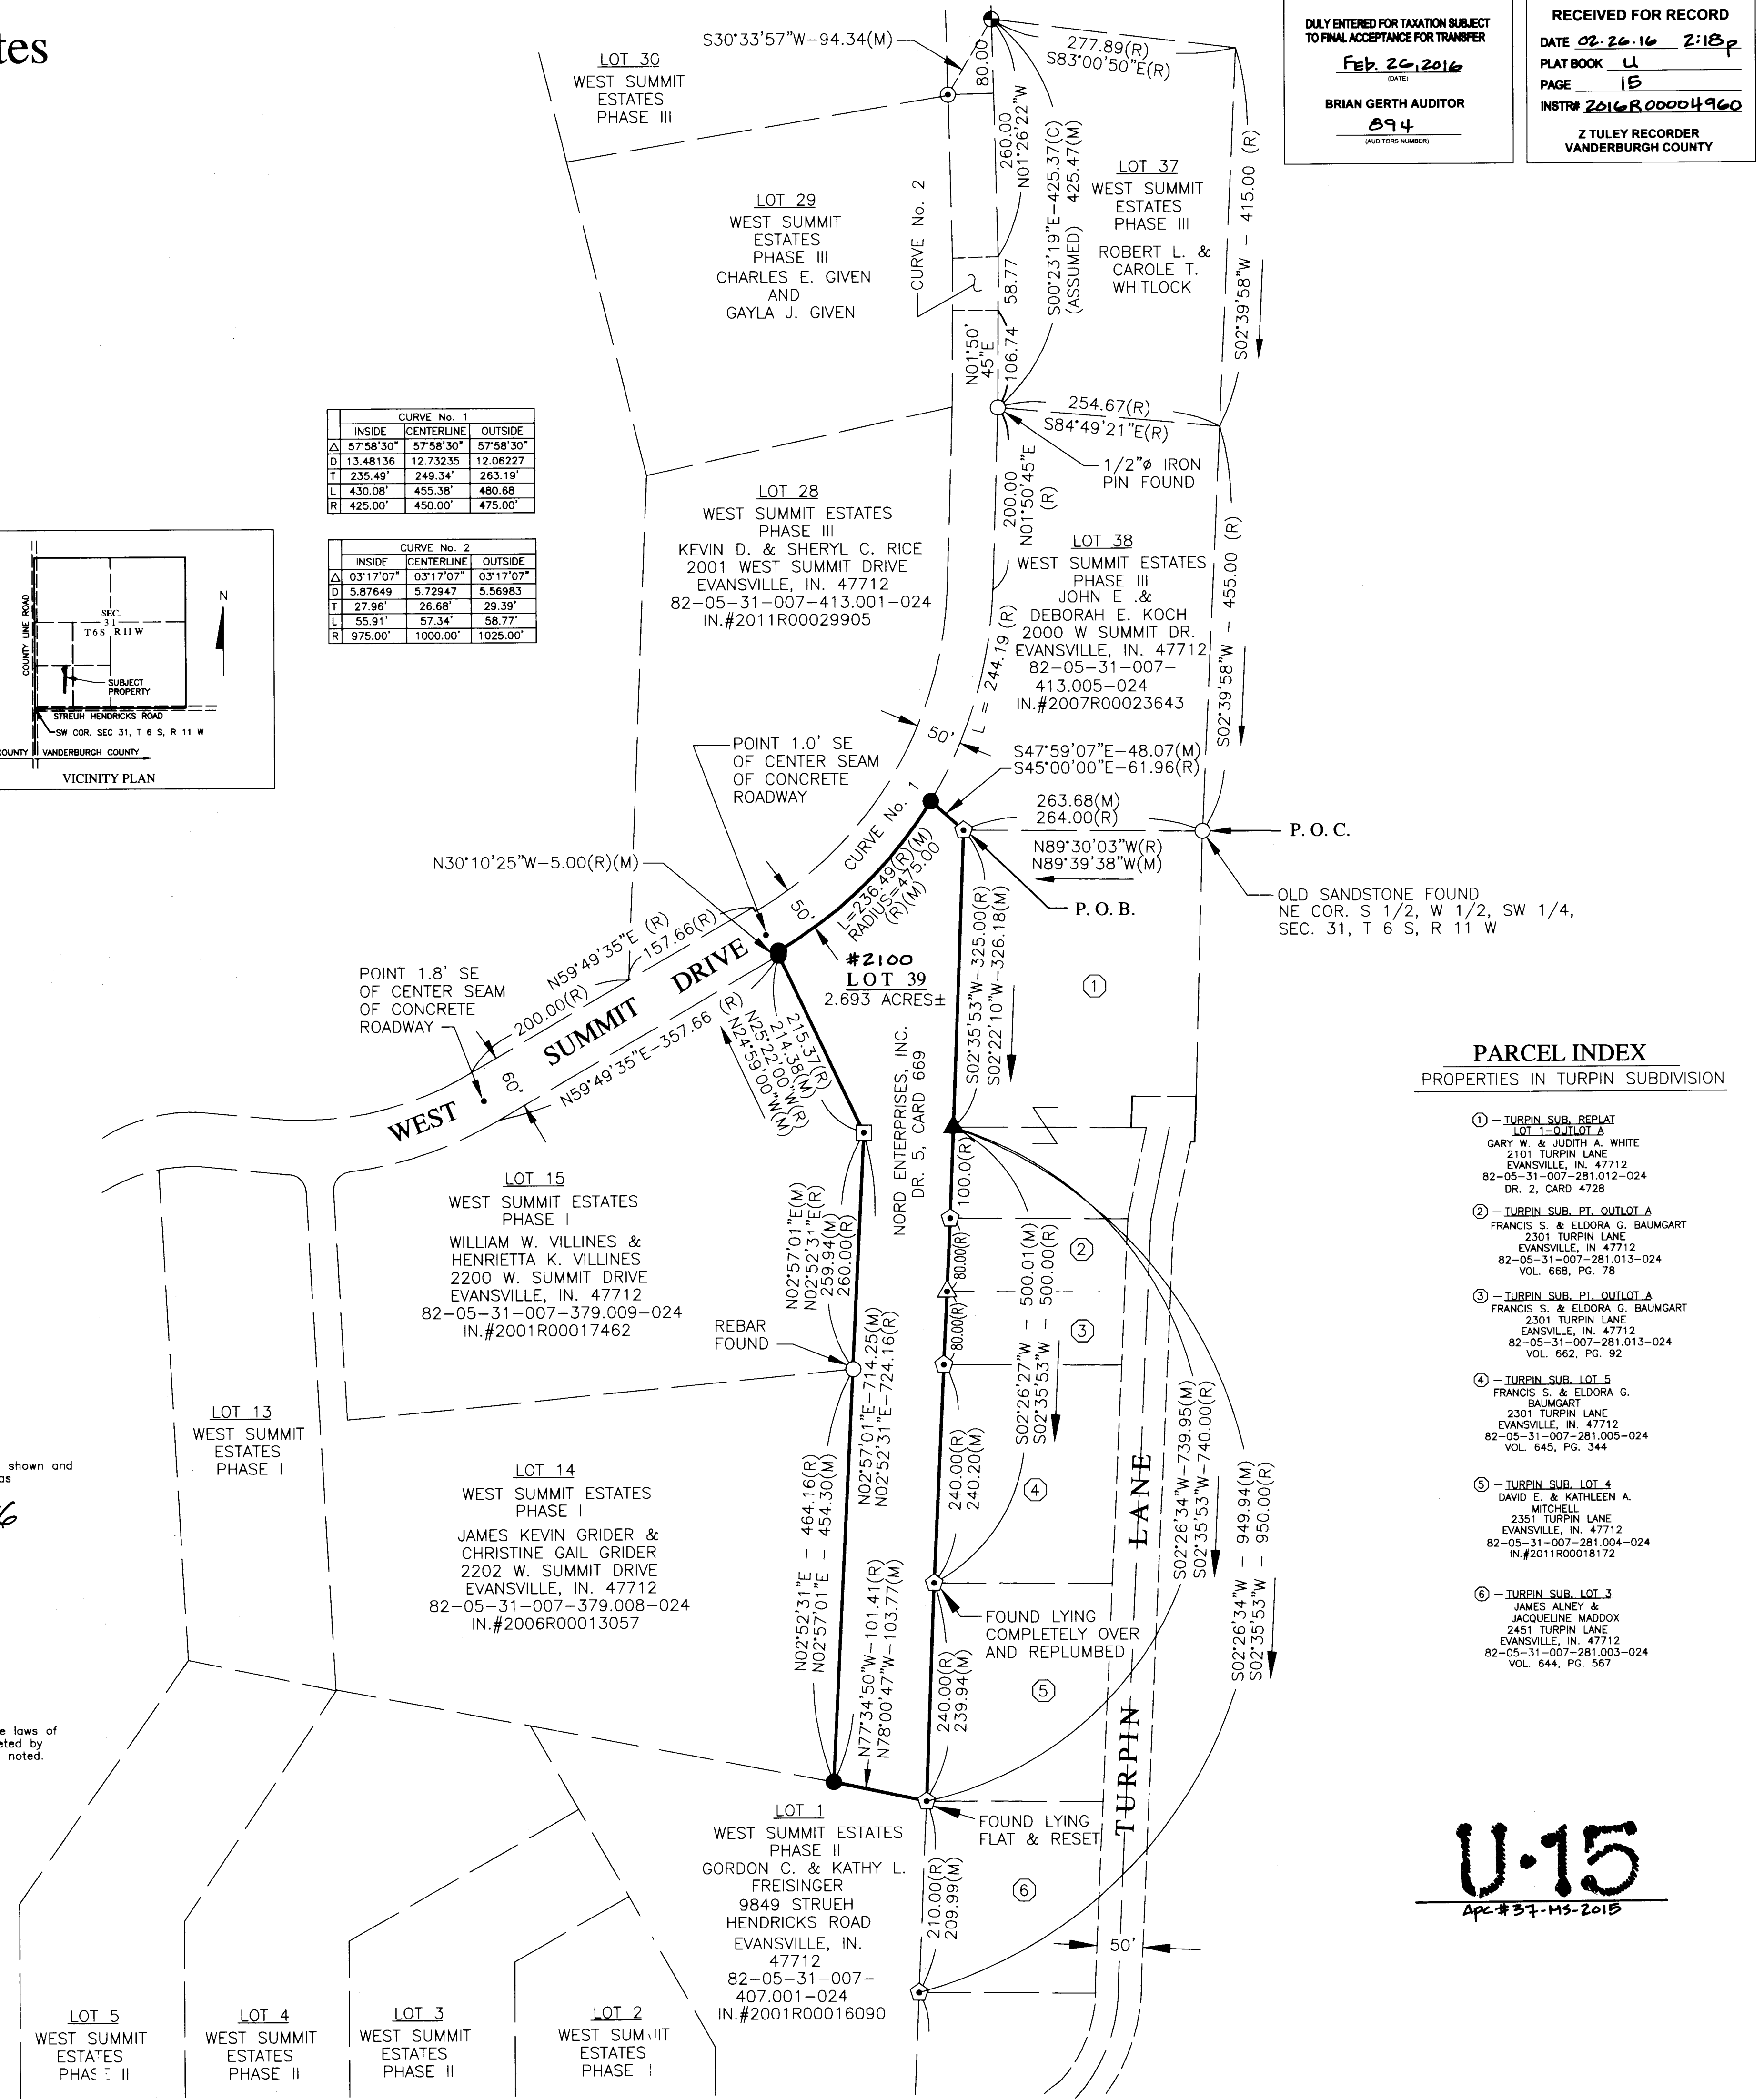 tes
DULY ENTERED FOR TAXATION SUBJECT
TO FINAL ACCEPTANCE FOR TRANSFER
Feb. 26, 2016
(DATE)
BRIAN GERTH AUDITOR
894
(AUDITORS NUMBER)
RECEIVED FOR RECORD
DATE 02.26.16 2:18p
PLAT BOOK U
PAGE 15
INSTR# 2016R00004960
Z TULEY RECORDER
VANDERBURGH COUNTY
S30°33'57"W-94.34(M)
80.00
277.89(R)
S83°00'50"E(R)
LOT 30
WEST SUMMIT
ESTATES
PHASE III
260.00
N01°26'22"W
S00°23'19"E-425.37(C)
(ASSUMED) 425.47(M)
S02°39'58"W - 415.00 (R)
LOT 37
WEST SUMMIT
ESTATES
PHASE III
ROBERT L. &
CAROLE T.
WHITLOCK
LOT 29
WEST SUMMIT
ESTATES
PHASE III
CHARLES E. GIVEN
AND
GAYLA J. GIVEN
CURVE No. 2
58.77
N01°50'
45"E
106.74
254.67(R)
S84°49'21"E(R)
1/2"ø IRON
PIN FOUND
CURVE No. 1
INSIDE CENTERLINE OUTSIDE
△ 57°58'30" 57°58'30" 57°58'30"
D 13.48136 12.73235 12.06227
T 235.49' 249.34' 263.19'
L 430.08' 455.38' 480.68
R 425.00' 450.00' 475.00'
CURVE No. 2
INSIDE CENTERLINE OUTSIDE
△ 03°17'07" 03°17'07" 03°17'07"
D 5.87649 5.72947 5.56983
T 27.96' 26.68' 29.39'
L 55.91' 57.34' 58.77'
R 975.00' 1000.00' 1025.00'
LOT 28
WEST SUMMIT ESTATES
PHASE III
KEVIN D. & SHERYL C. RICE
2001 WEST SUMMIT DRIVE
EVANSVILLE, IN. 47712
82-05-31-007-413.001-024
IN.#2011R00029905
200.00
N01°50'45"E
(R)
LOT 38
WEST SUMMIT ESTATES
PHASE III
JOHN E .&
DEBORAH E. KOCH
2000 W SUMMIT DR.
EVANSVILLE, IN. 47712
82-05-31-007-
413.005-024
IN.#2007R00023643
L = 244.19 (R)
S02°39'58"W - 455.00 (R)
COUNTY LINE ROAD
SEC.
31
T6S R11W
N
SUBJECT
PROPERTY
STREUH HENDRICKS ROAD
SW COR. SEC 31, T 6 S, R 11 W
COUNTY VANDERBURGH COUNTY
VICINITY PLAN
POINT 1.0' SE
OF CENTER SEAM
OF CONCRETE
ROADWAY
50'
S47°59'07"E-48.07(M)
S45°00'00"E-61.96(R)
263.68(M)
264.00(R)
N89°30'03"W(R)
N89°39'38"W(M)
P. O. C.
P. O. B.
OLD SANDSTONE FOUND
NE COR. S 1/2, W 1/2, SW 1/4,
SEC. 31, T 6 S, R 11 W
CURVE No. 1
N30°10'25"W-5.00(R)(M)
50'
L=236.49(R)(M)
RADIUS=475.00
(R)(M)
#2100
LOT 39
2.693 ACRES±
NORD ENTERPRISES, INC.
DR. 5, CARD 669
S02°35'53"W-325.00(R)
S02°22'10"W-326.18(M)
1
POINT 1.8' SE
OF CENTER SEAM
OF CONCRETE
ROADWAY
N59°49'35"E (R)
157.66(R)
200.00(R)
WEST SUMMIT DRIVE
60'
N59°49'35"E-357.66 (R)
215.37(R)
214.38(M)
N25°22'00"W(R)
N24°59'00"W(M)
LOT 15
WEST SUMMIT ESTATES
PHASE I
WILLIAM W. VILLINES &
HENRIETTA K. VILLINES
2200 W. SUMMIT DRIVE
EVANSVILLE, IN. 47712
82-05-31-007-379.009-024
IN.#2001R00017462
N02°57'01"E(M)
N02°52'31"E(R)
259.94(M)
260.00(R)
REBAR
FOUND
100.0(R)
80.00(R)
80.00(R)
2
3
S02°26'27"W - 500.01(M)
S02°35'53"W - 500.00(R)
N02°57'01"E-714.25(M)
N02°52'31"E-724.16(R)
LOT 13
WEST SUMMIT
ESTATES
PHASE I
LOT 14
WEST SUMMIT ESTATES
PHASE I
JAMES KEVIN GRIDER &
CHRISTINE GAIL GRIDER
2202 W. SUMMIT DRIVE
EVANSVILLE, IN. 47712
82-05-31-007-379.008-024
IN.#2006R00013057
N02°52'31"E - 464.16(R)
N02°57'01"E - 454.30(M)
240.00(R)
240.20(M)
4
S02°26'34"W-739.95(M)
S02°35'53"W-740.00(R)
S02°26'34"W - 949.94(M)
S02°35'53"W - 950.00(R)
TURPIN LANE
N77°34'50"W-101.41(R)
N78°00'47"W-103.77(M)
FOUND LYING
COMPLETELY OVER
AND REPLUMBED
240.00(R)
239.94(M)
5
FOUND LYING
FLAT & RESET
210.00(R)
209.99(M)
6
50'
LOT 1
WEST SUMMIT ESTATES
PHASE II
GORDON C. & KATHY L.
FREISINGER
9849 STRUEH
HENDRICKS ROAD
EVANSVILLE, IN.
47712
82-05-31-007-
407.001-024
IN.#2001R00016090
shown and
as
6
e laws of
eted by
noted.
LOT 5
WEST SUMMIT
ESTATES
PHASE II
LOT 4
WEST SUMMIT
ESTATES
PHASE II
LOT 3
WEST SUMMIT
ESTATES
PHASE II
LOT 2
WEST SUMMIT
ESTATES
PHASE I
PARCEL INDEX
PROPERTIES IN TURPIN SUBDIVISION
1 - TURPIN SUB. REPLAT
LOT 1-OUTLOT A
GARY W. & JUDITH A. WHITE
2101 TURPIN LANE
EVANSVILLE, IN. 47712
82-05-31-007-281.012-024
DR. 2, CARD 4728
2 - TURPIN SUB. PT. OUTLOT A
FRANCIS S. & ELDORA G. BAUMGART
2301 TURPIN LANE
EVANSVILLE, IN 47712
82-05-31-007-281.013-024
VOL. 668, PG. 78
3 - TURPIN SUB. PT. OUTLOT A
FRANCIS S. & ELDORA G. BAUMGART
2301 TURPIN LANE
EANSVILLE, IN. 47712
82-05-31-007-281.013-024
VOL. 662, PG. 92
4 - TURPIN SUB. LOT 5
FRANCIS S. & ELDORA G.
BAUMGART
2301 TURPIN LANE
EVANSVILLE, IN. 47712
82-05-31-007-281.005-024
VOL. 645, PG. 344
5 - TURPIN SUB. LOT 4
DAVID E. & KATHLEEN A.
MITCHELL
2351 TURPIN LANE
EVANSVILLE, IN. 47712
82-05-31-007-281.004-024
IN.#2011R00018172
6 - TURPIN SUB. LOT 3
JAMES ALNEY &
JACQUELINE MADDOX
2451 TURPIN LANE
EVANSVILLE, IN. 47712
82-05-31-007-281.003-024
VOL. 644, PG. 567
U-15
APC#37-MS-2015